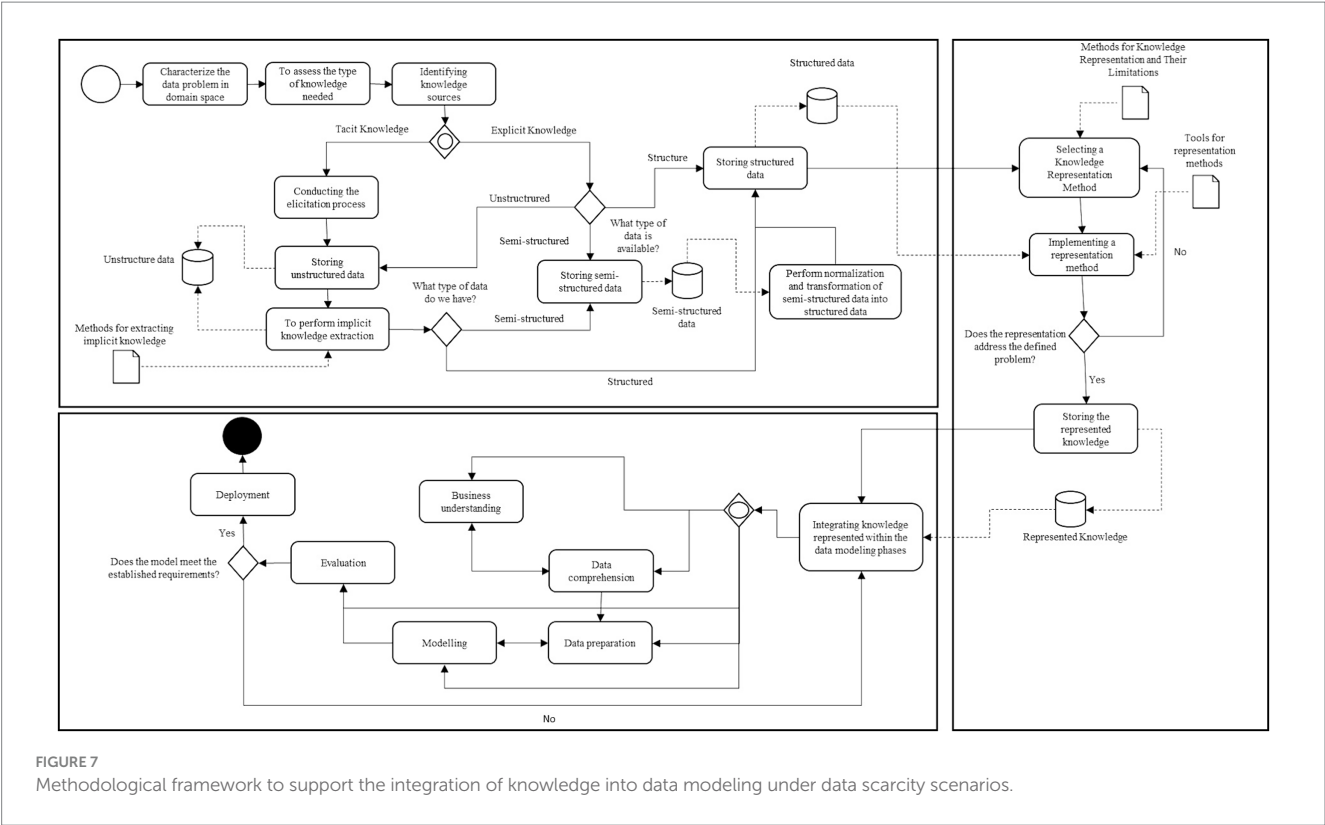 Characterize the
data problem in
domain space
To assess the type
of knowledge
needed
Identifying
knowledge
sources
Tacit Knowledge
Explicit Knowledge
Conducting the
elicitation process
Unstructrured
Structure
What type of
data is
available?
Semi-structured
Storing
unstructured data
Unstructure data
What type of data
do we have?
To perform implicit
knowledge extraction
Methods for extracting
implicit knowledge
Semi-structured
Structured
Storing semi-
structured data
Semi-structured
data
Perform normalization
and transformation of
semi-structured data into
structured data
Storing structured
data
Structured data
Methods for Knowledge
Representation and Their
Limitations
Tools for
representation
methods
Selecting a
Knowledge
Representation
Method
Implementing a
representation
method
No
Does the representation
address the defined
problem?
Yes
Storing the
represented
knowledge
Represented Knowledge
Integrating knowledge
represented within the
data modeling phases
Business
understanding
Data
comprehension
Data preparation
Modelling
Evaluation
Does the model meet the
established requirements?
Yes
Deployment
No
FIGURE 7
Methodological framework to support the integration of knowledge into data modeling under data scarcity scenarios.